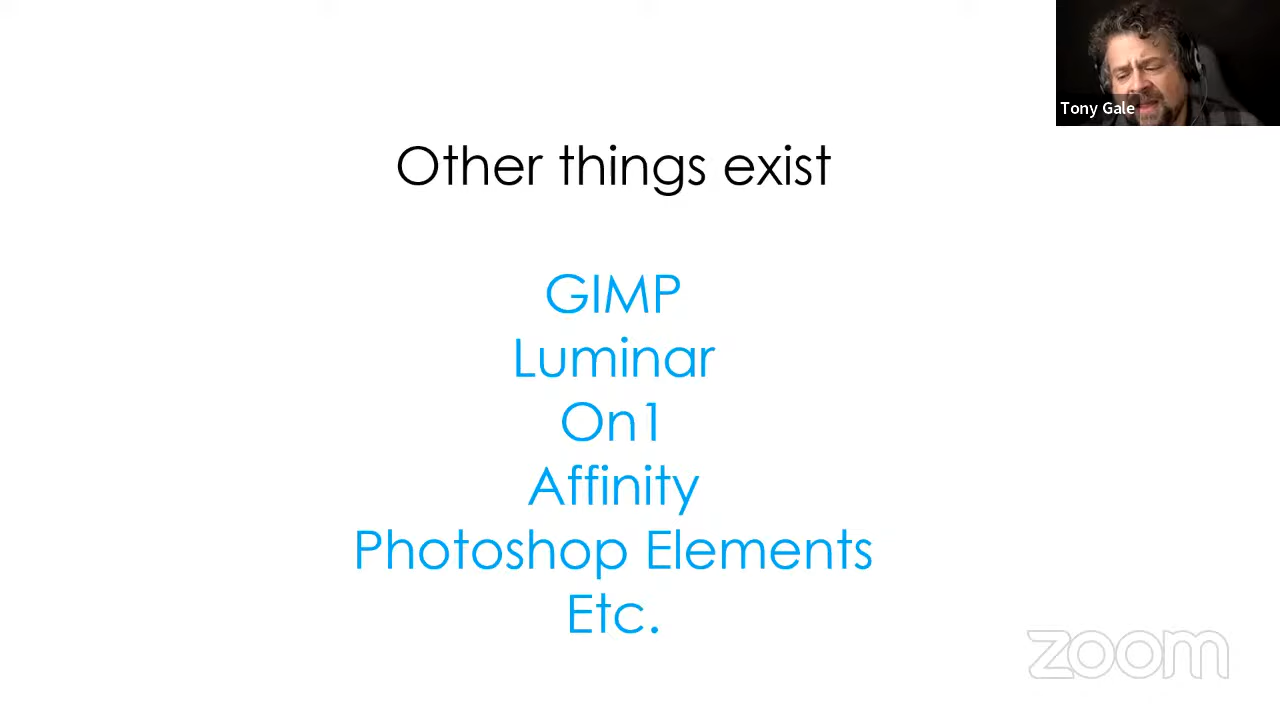 Tony Gale
Other things exist
GIMP
Luminar
On1
Affinity
Photoshop Elements
Etc.
zoom